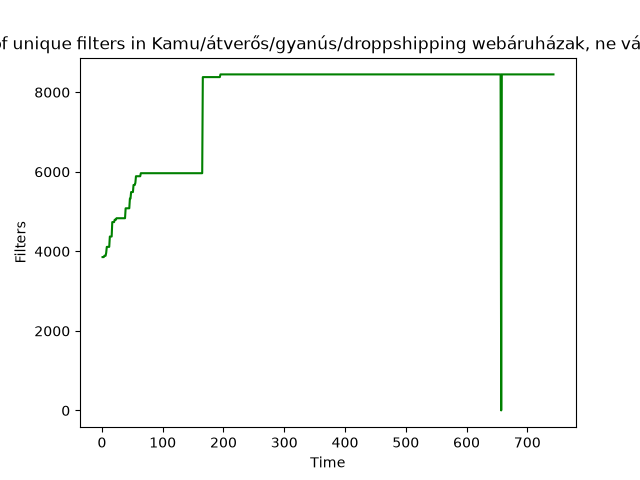 of unique filters in Kamu/átverős/gyanús/droppshipping webáruházak, ne vá
Filters
8000
6000
4000
2000
0
0 100 200 300 400 500 600 700
Time